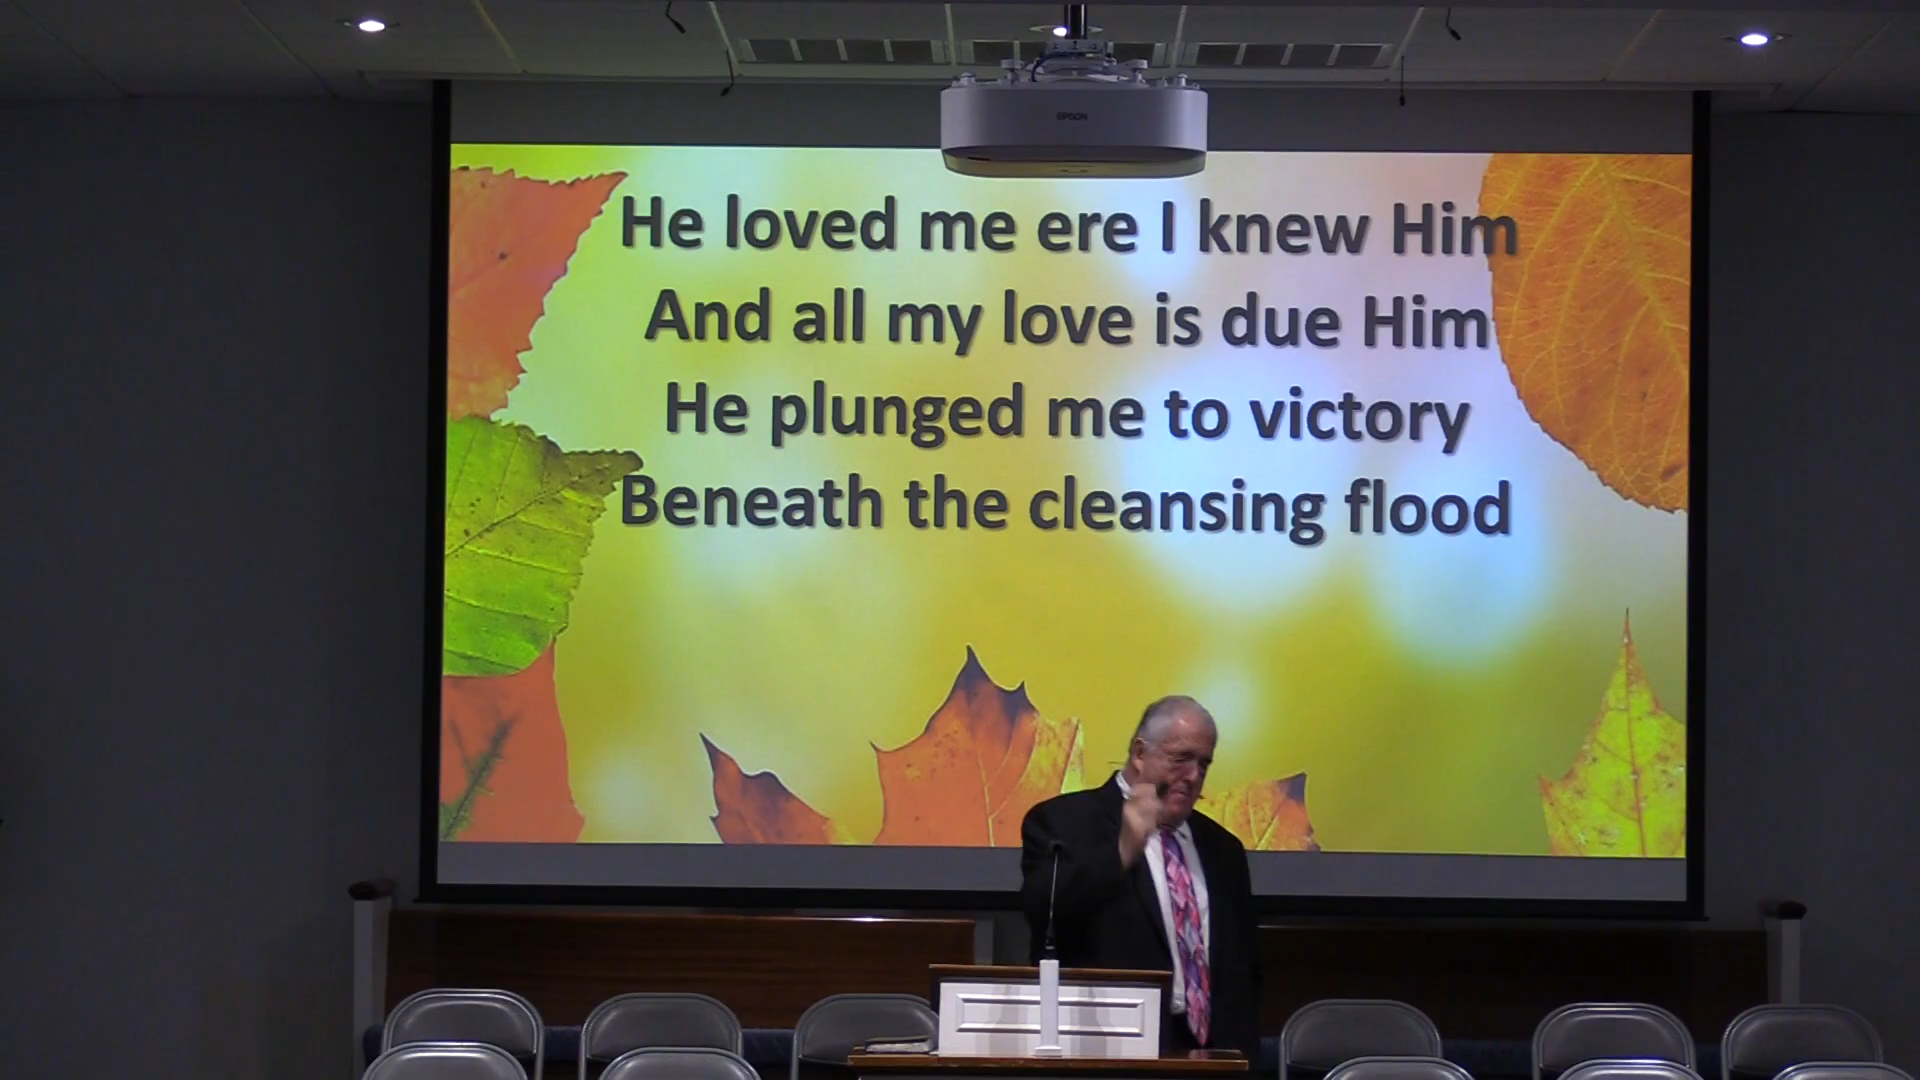 EPSON
He loved me ere I knew Him
And all my love is due Him
He plunged me to victory
Beneath the cleansing flood